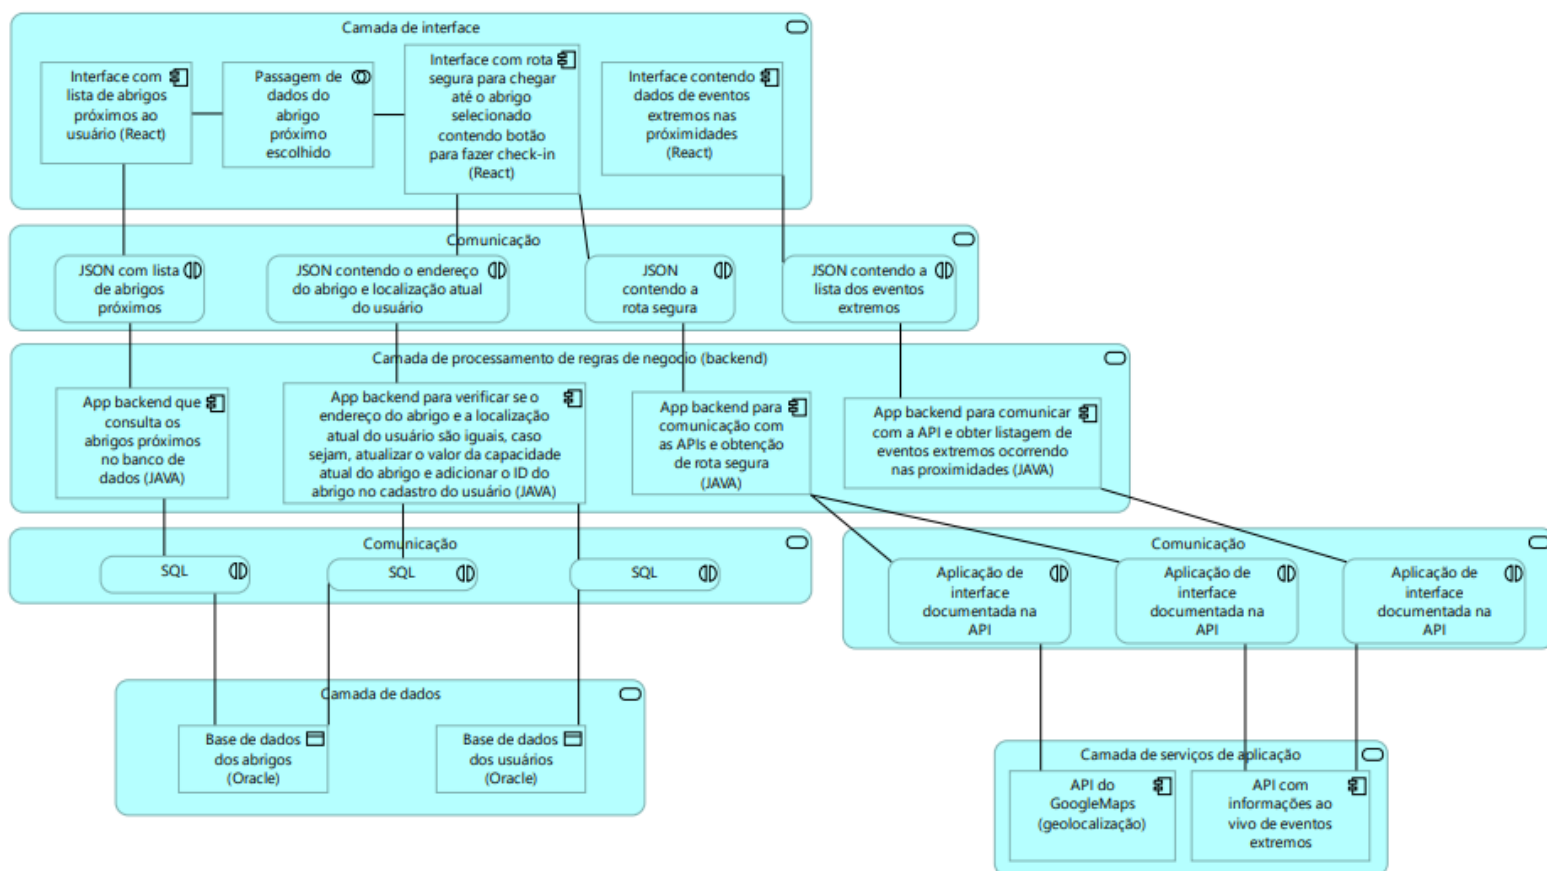 Camada de interface
Interface com
lista de abrigos
próximos ao
usuário (React)
Passagem de
dados do
abrigo
próximo
escolhido
Interface com rota
segura para chegar
até o abrigo
selecionado
contendo botão
para fazer check-in
(React)
Interface contendo
dados de eventos
extremos nas
próximidades
(React)
Comunicação
JSON com lista
de abrigos
próximos
JSON contendo o endereço
do abrigo e localização atual
do usuário
JSON
contendo a
rota segura
JSON contendo a
lista dos eventos
extremos
Camada de processamento de regras de negocio (backend)
App backend que
consulta os
abrigos próximos
no banco de
dados (JAVA)
App backend para verificar se o
endereço do abrigo e a localização
atual do usuário são iguais, caso
sejam, atualizar o valor da capacidade
atual do abrigo e adicionar o ID do
abrigo no cadastro do usuário (JAVA)
App backend para
comunicação com
as APIs e obtenção
de rota segura
(JAVA)
App backend para comunicar
com a API e obter listagem de
eventos extremos ocorrendo
nas proximidades (JAVA)
Comunicação
SQL
SQL
SQL
Comunicação
Aplicação de
interface
documentada na
API
Aplicação de
interface
documentada na
API
Aplicação de
interface
documentada na
API
Camada de dados
Base de dados
dos abrigos
(Oracle)
Base de dados
dos usuários
(Oracle)
Camada de serviços de aplicação
API do
GoogleMaps
(geolocalização)
API com
informações ao
vivo de eventos
extremos